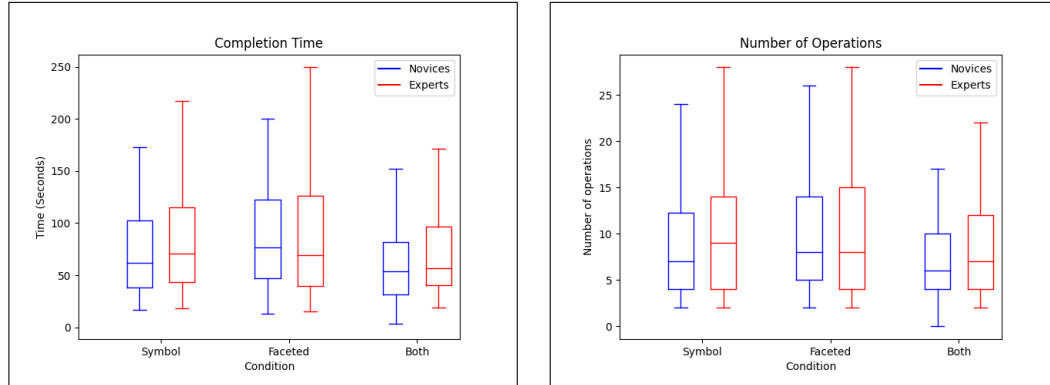 Completion Time
250
200
150
100
50
0
Time (Seconds)
Novices
Experts
Symbol
Faceted
Both
Condition
Number of Operations
25
20
15
10
5
0
Number of operations
Novices
Experts
Symbol
Faceted
Both
Condition